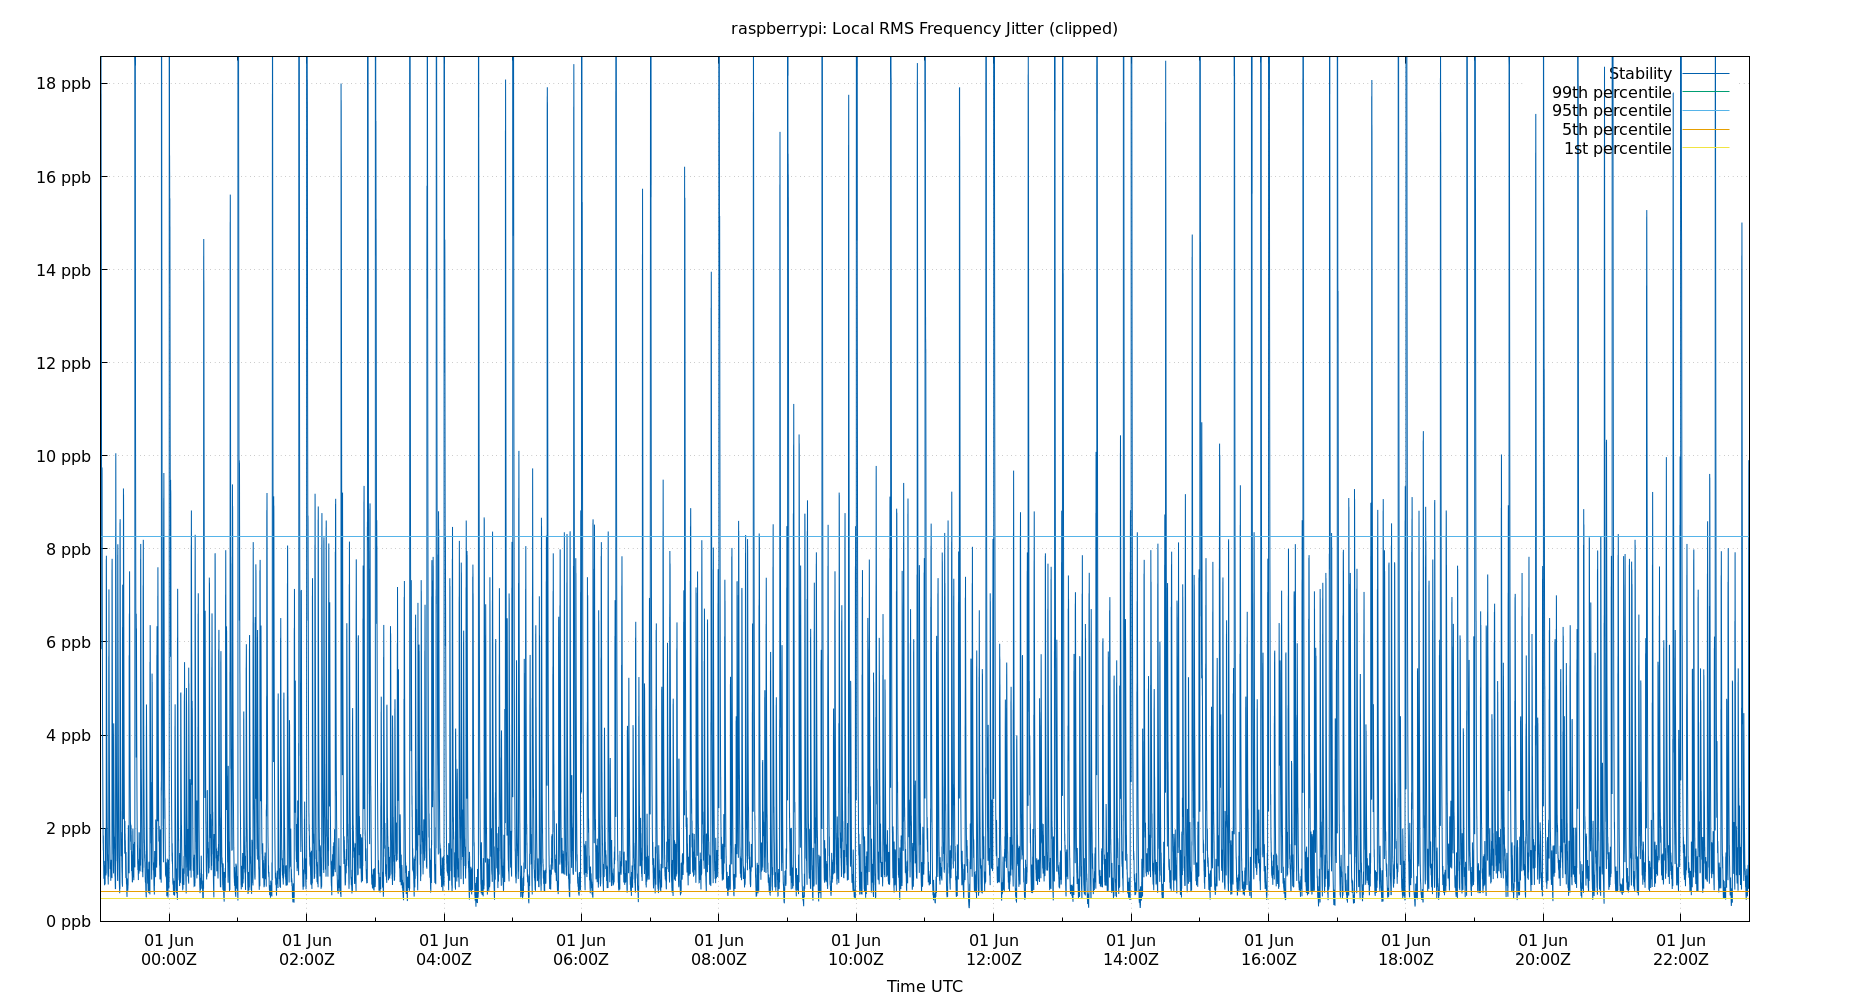 raspberrypi: Local RMS Frequency Jitter (clipped)
18 ppb
16 ppb
14 ppb
12 ppb
10 ppb
8 ppb
6 ppb
4 ppb
2 ppb
0 ppb
Stability
99th percentile
95th percentile
5th percentile
1st percentile
01 Jun 01 Jun 01 Jun 01 Jun 01 Jun 01 Jun 01 Jun 01 Jun 01 Jun 01 Jun 01 Jun 01 Jun
00:00Z 02:00Z 04:00Z 06:00Z 08:00Z 10:00Z 12:00Z 14:00Z 16:00Z 18:00Z 20:00Z 22:00Z
Time UTC